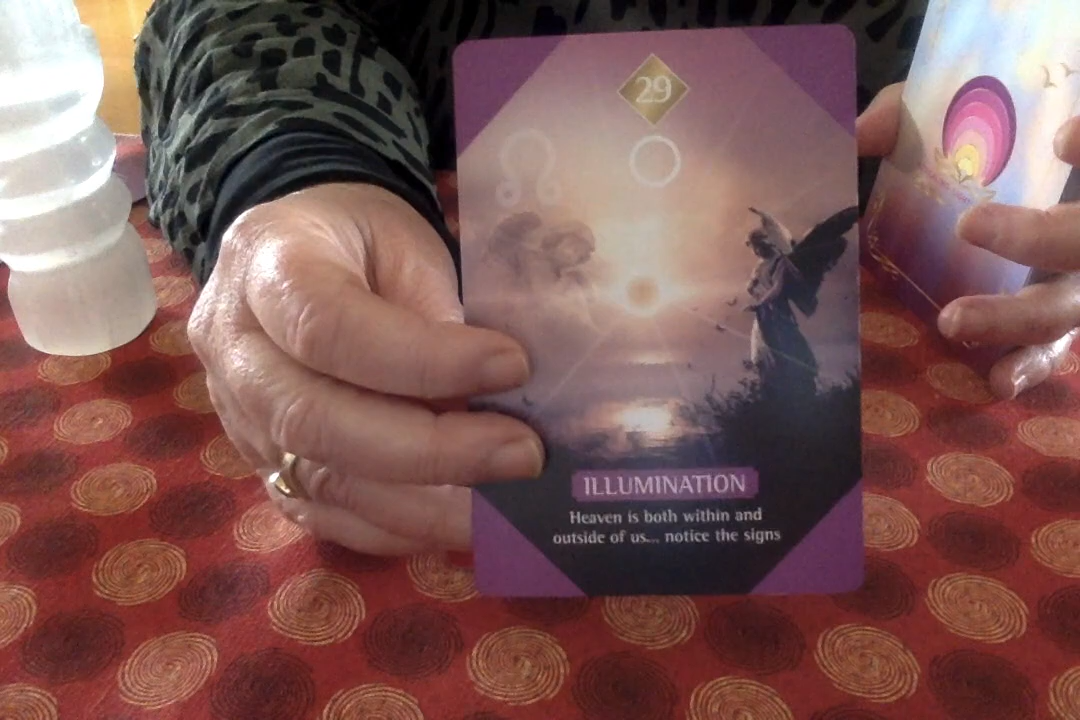 29
ILLUMINATION
Heaven is both within and
outside of us... notice the signs